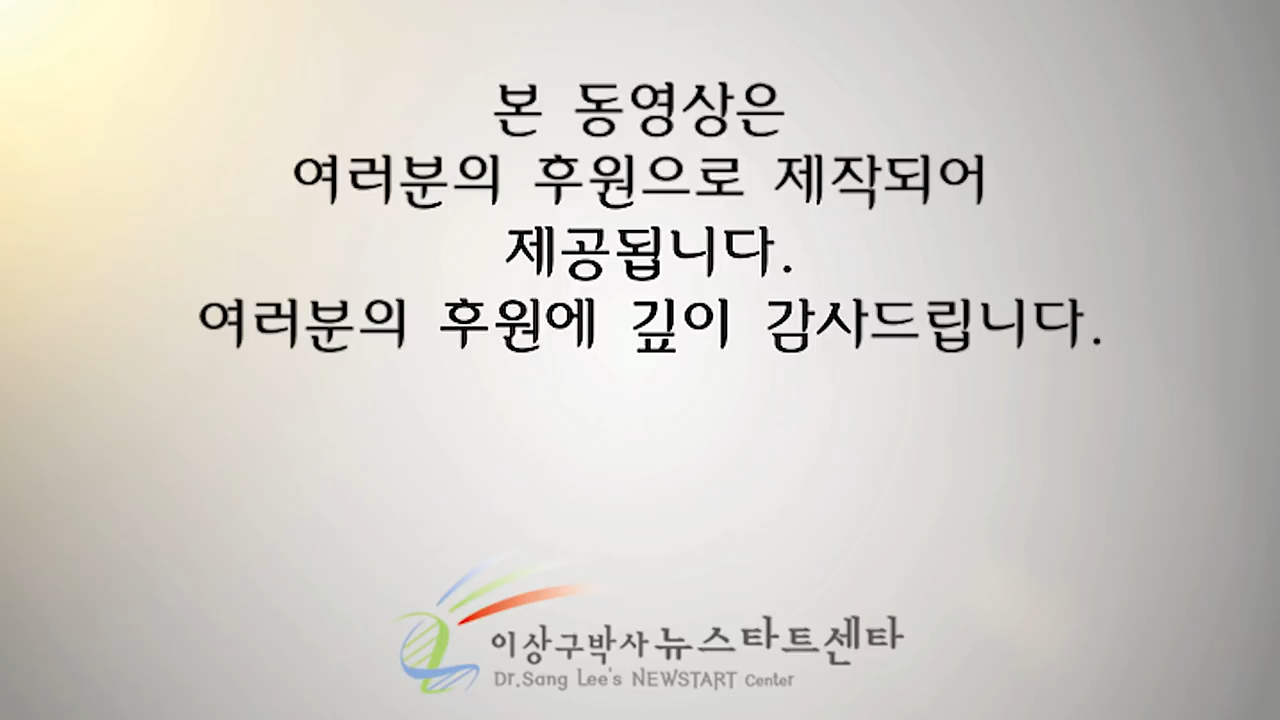 본 동영상은
여러분의 후원으로 제작되어
제공됩니다.
여러분의 후원에 깊이 감사드립니다.
이상구박사 뉴스타트센타
Dr.Sang Lee's NEWSTART Center